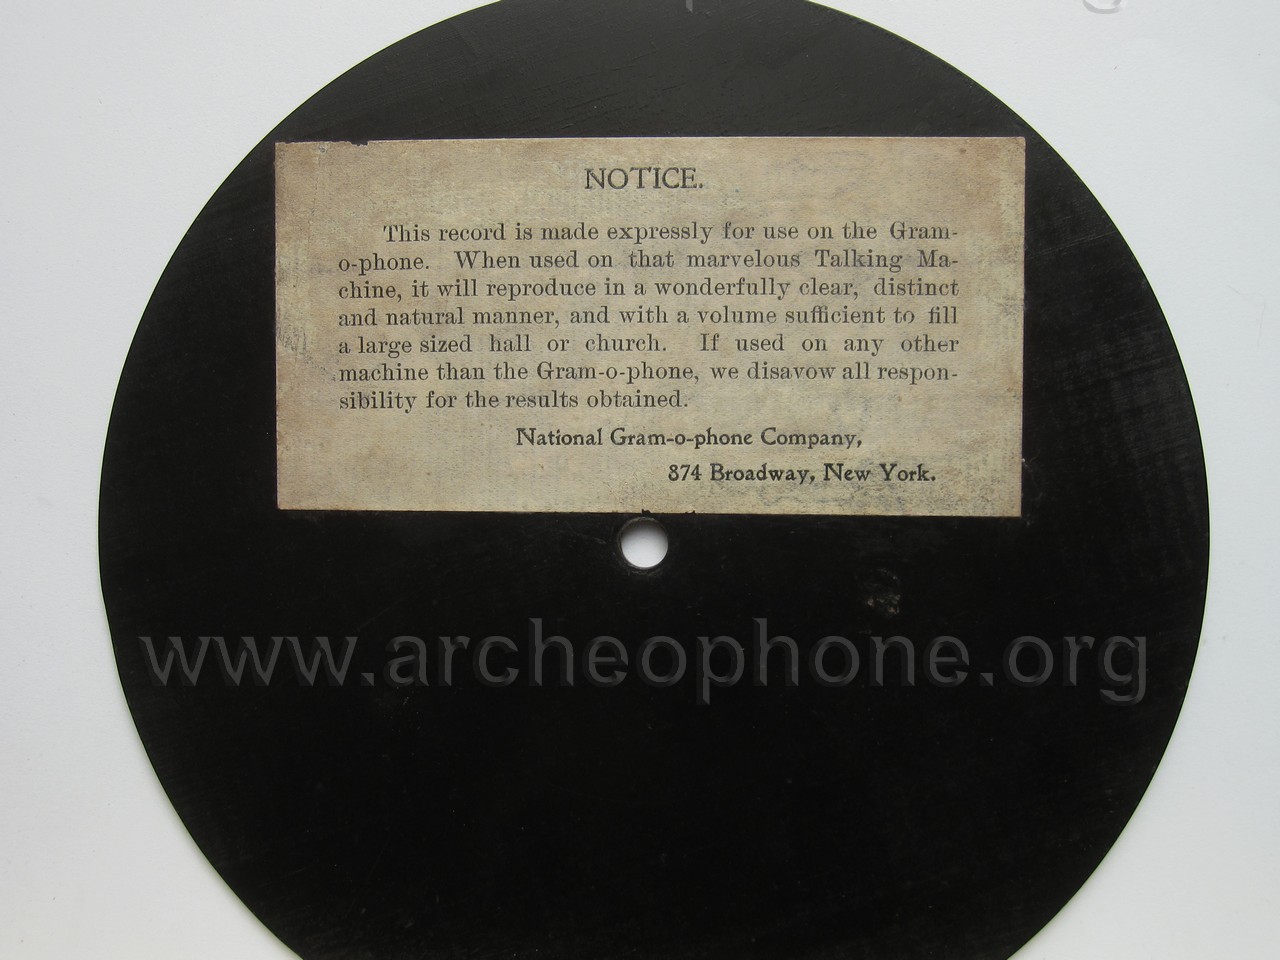 NOTICE.
This record is made expressly for use on the Gram-
o-phone. When used on that marvelous Talking Ma-
chine, it will reproduce in a wonderfully clear, distinct
and natural manner, and with a volume sufficient to fill
a large sized hall or church. If used on any other
machine than the Gram-o-phone, we disavow all respon-
sibility for the results obtained.
National Gram-o-phone Company,
874 Broadway, New York.
www.archeophone.org